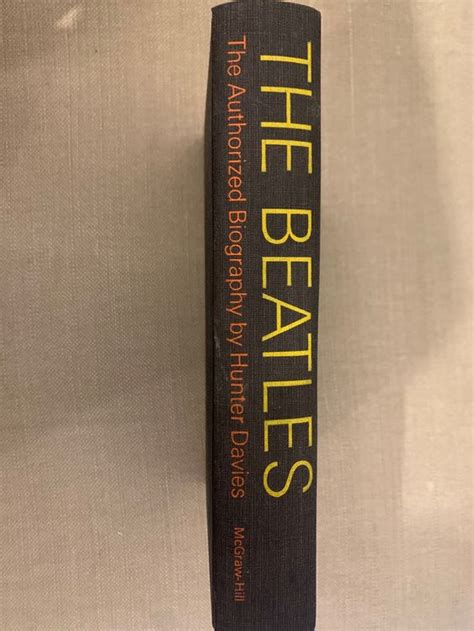 THE BEATLES
The Authorized Biography by Hunter Davies
McGraw-Hill